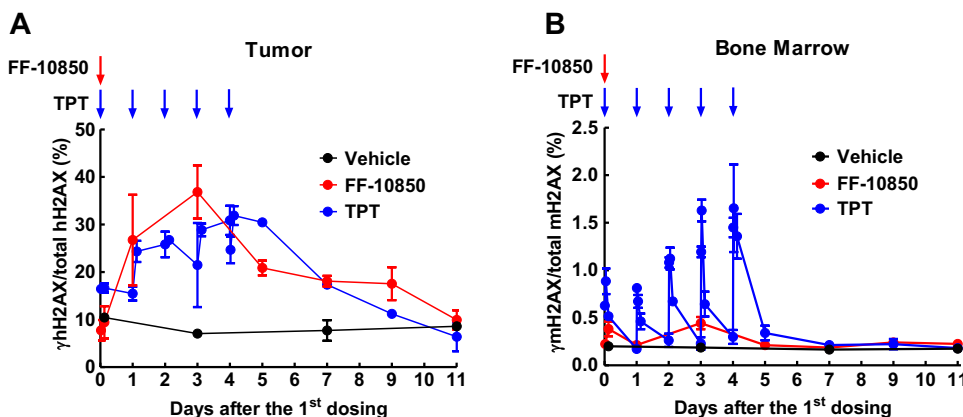 A
Tumor
FF-10850
TPT
γhH2AX/total hH2AX (%)
50
40
30
20
10
0
Vehicle
FF-10850
TPT
0 1 2 3 4 5 6 7 8 9 10 11
Days after the 1st dosing
B
Bone Marrow
FF-10850
TPT
γmH2AX/total mH2AX (%)
2.5
2.0
1.5
1.0
0.5
0.0
Vehicle
FF-10850
TPT
0 1 2 3 4 5 6 7 8 9 10 11
Days after the 1st dosing